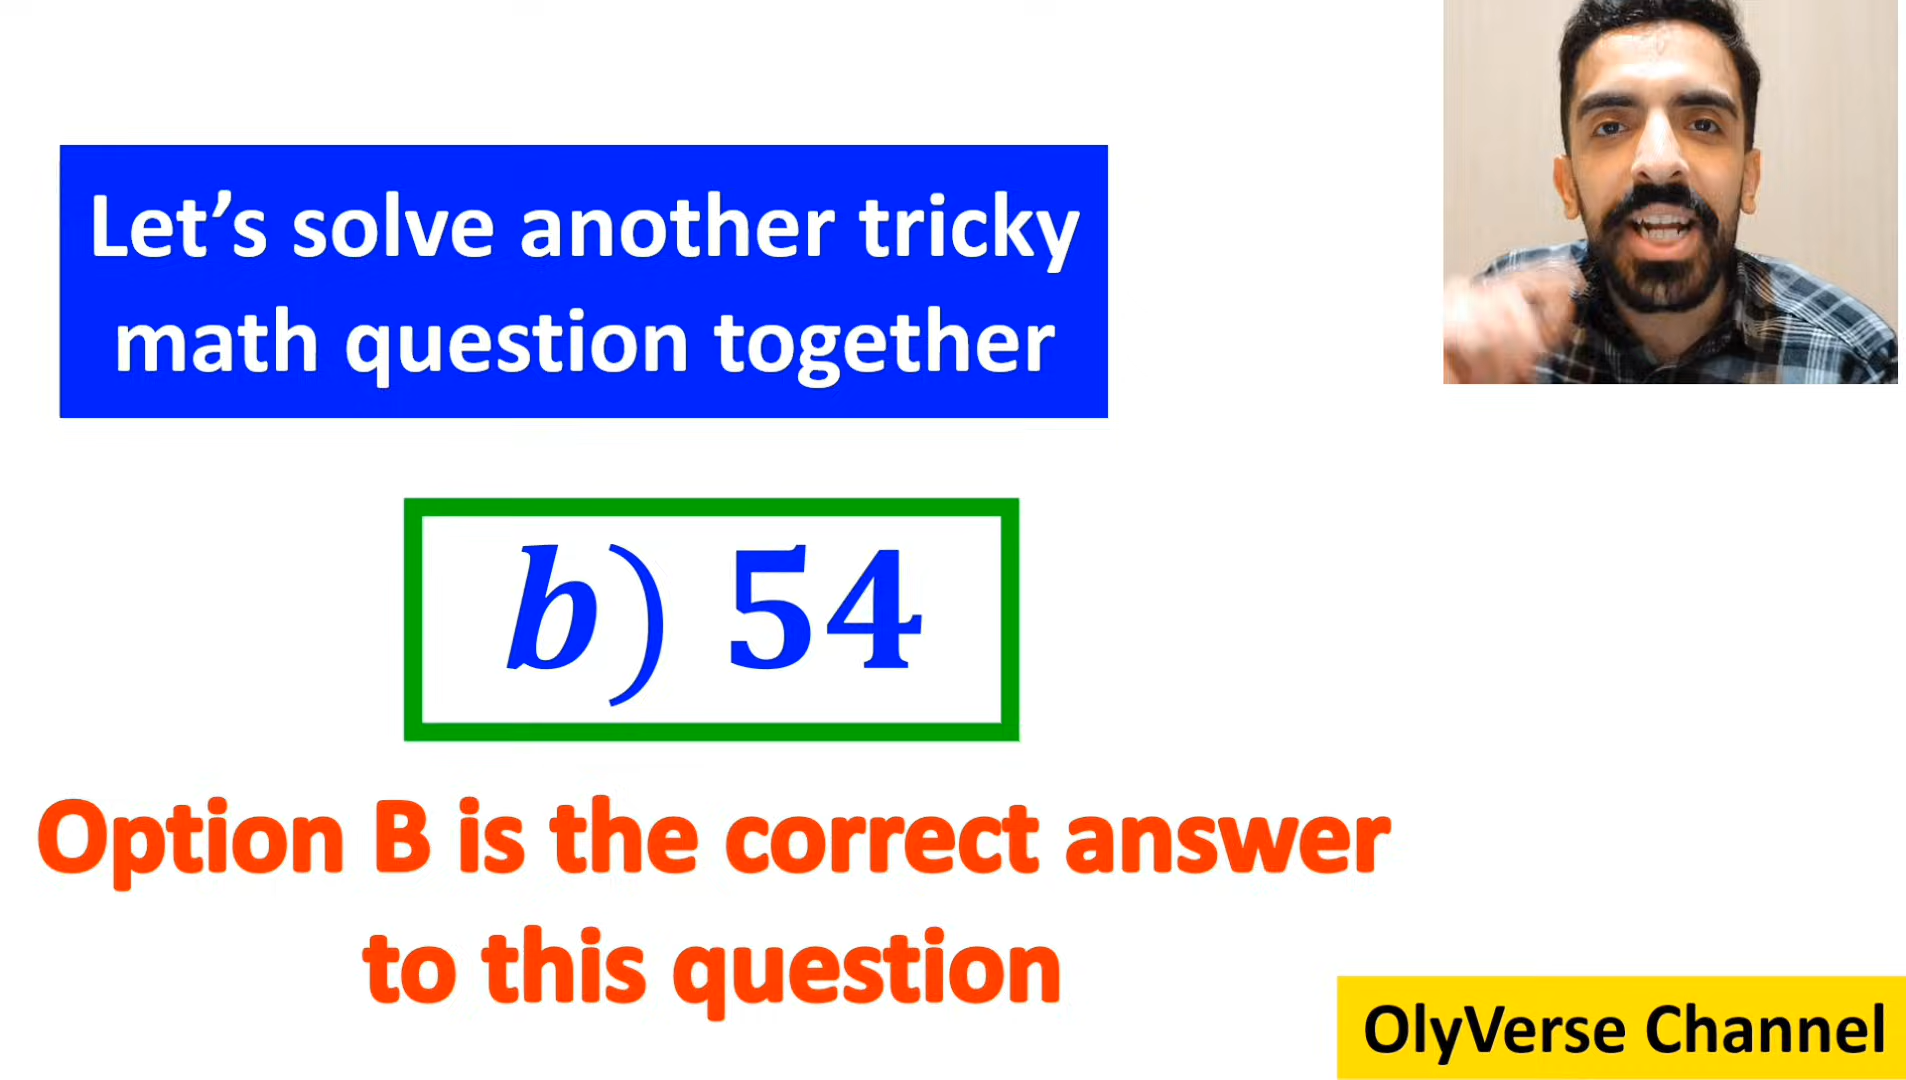 Let’s solve another tricky
math question together
b) 54
Option B is the correct answer
to this question
OlyVerse Channel